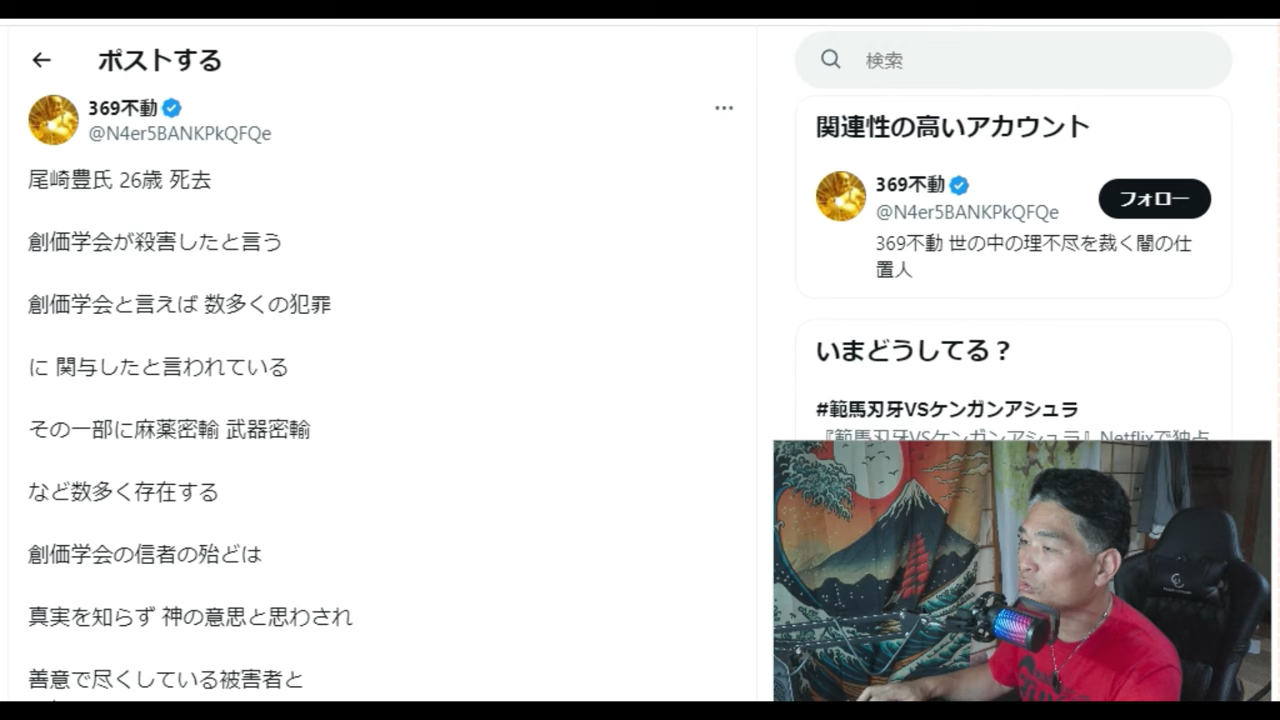 ポストする
369不動
@N4er5BANKPkQFQe
尾崎豊氏 26歳 死去
創価学会が殺害したと言う
創価学会と言えば 数多くの犯罪
に 関与したと言われている
その一部に麻薬密輸 武器密輸
など数多く存在する
創価学会の信者の殆どは
真実を知らず 神の意思と思わされ
善意で尽くしている被害者と
検索
関連性の高いアカウント
369不動
@N4er5BANKPkQFQe
フォロー
369不動 世の中の理不尽を裁く闇の仕
置人
いまどうしてる？
#範馬刃牙VSケンガンアシュラ
『範馬刃牙VSケンガンアシュラ』Netflixで独占